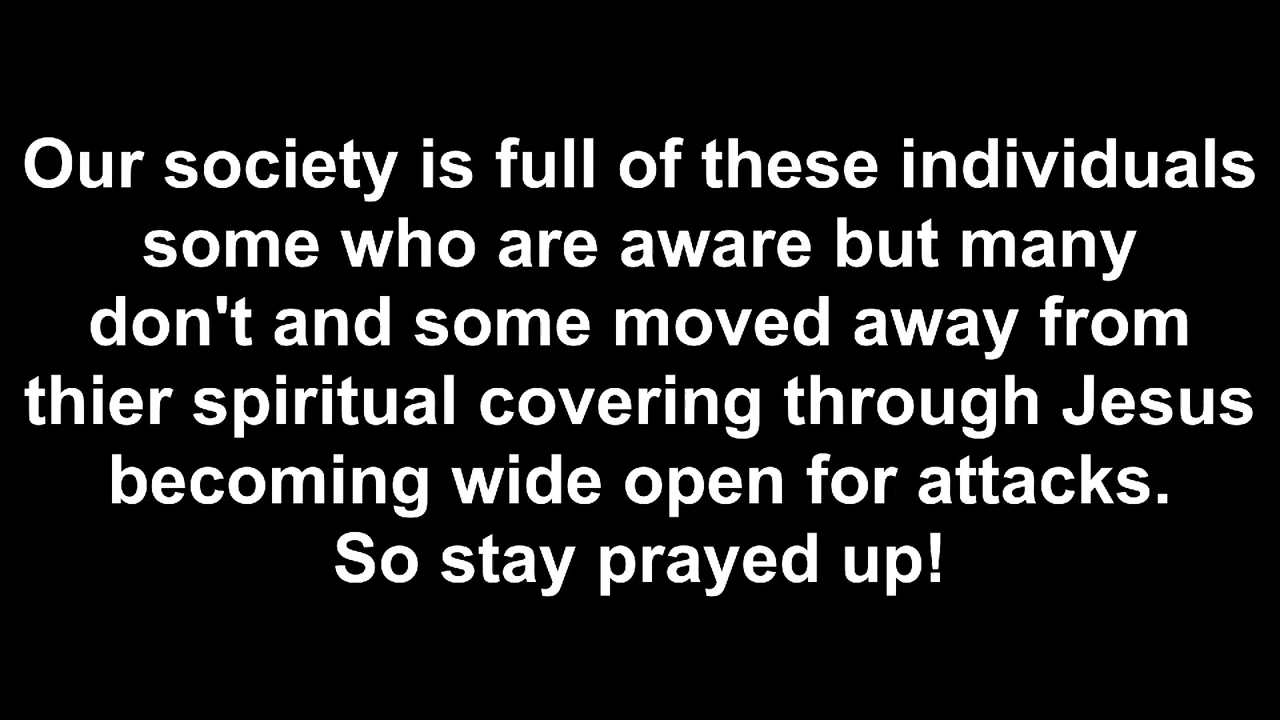 Our society is full of these individuals
some who are aware but many
don't and some moved away from
thier spiritual covering through Jesus
becoming wide open for attacks.
So stay prayed up!